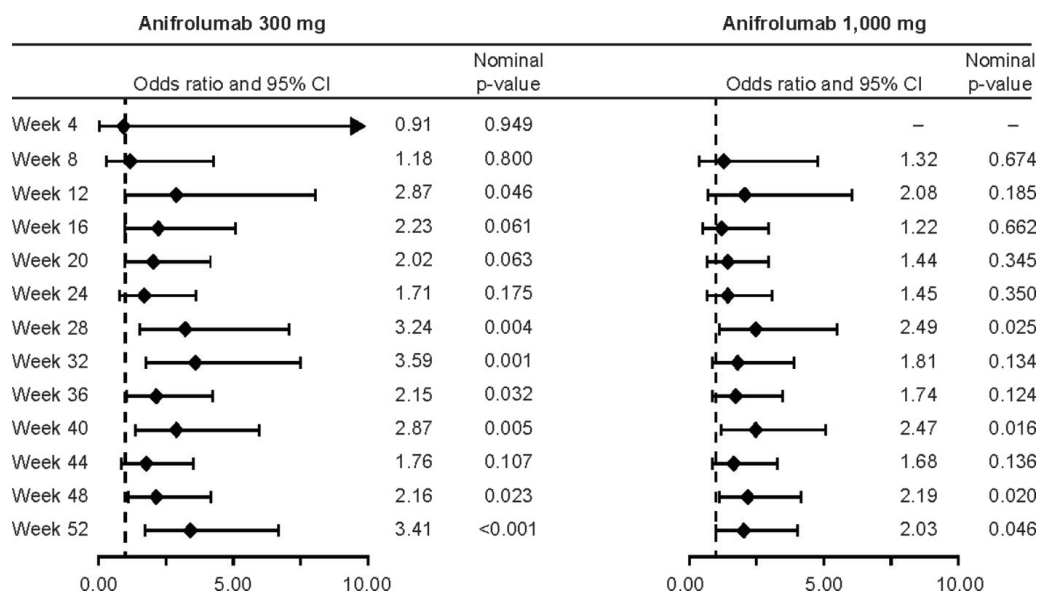 Anifrolumab 300 mg Anifrolumab 1,000 mg
Odds ratio and 95% CI Nominal p-value Odds ratio and 95% CI Nominal p-value
Week 4 0.91 0.949 – –
Week 8 1.18 0.800 1.32 0.674
Week 12 2.87 0.046 2.08 0.185
Week 16 2.23 0.061 1.22 0.662
Week 20 2.02 0.063 1.44 0.345
Week 24 1.71 0.175 1.45 0.350
Week 28 3.24 0.004 2.49 0.025
Week 32 3.59 0.001 1.81 0.134
Week 36 2.15 0.032 1.74 0.124
Week 40 2.87 0.005 2.47 0.016
Week 44 1.76 0.107 1.68 0.136
Week 48 2.16 0.023 2.19 0.020
Week 52 3.41 <0.001 2.03 0.046
0.00 5.00 10.00 0.00 5.00 10.00